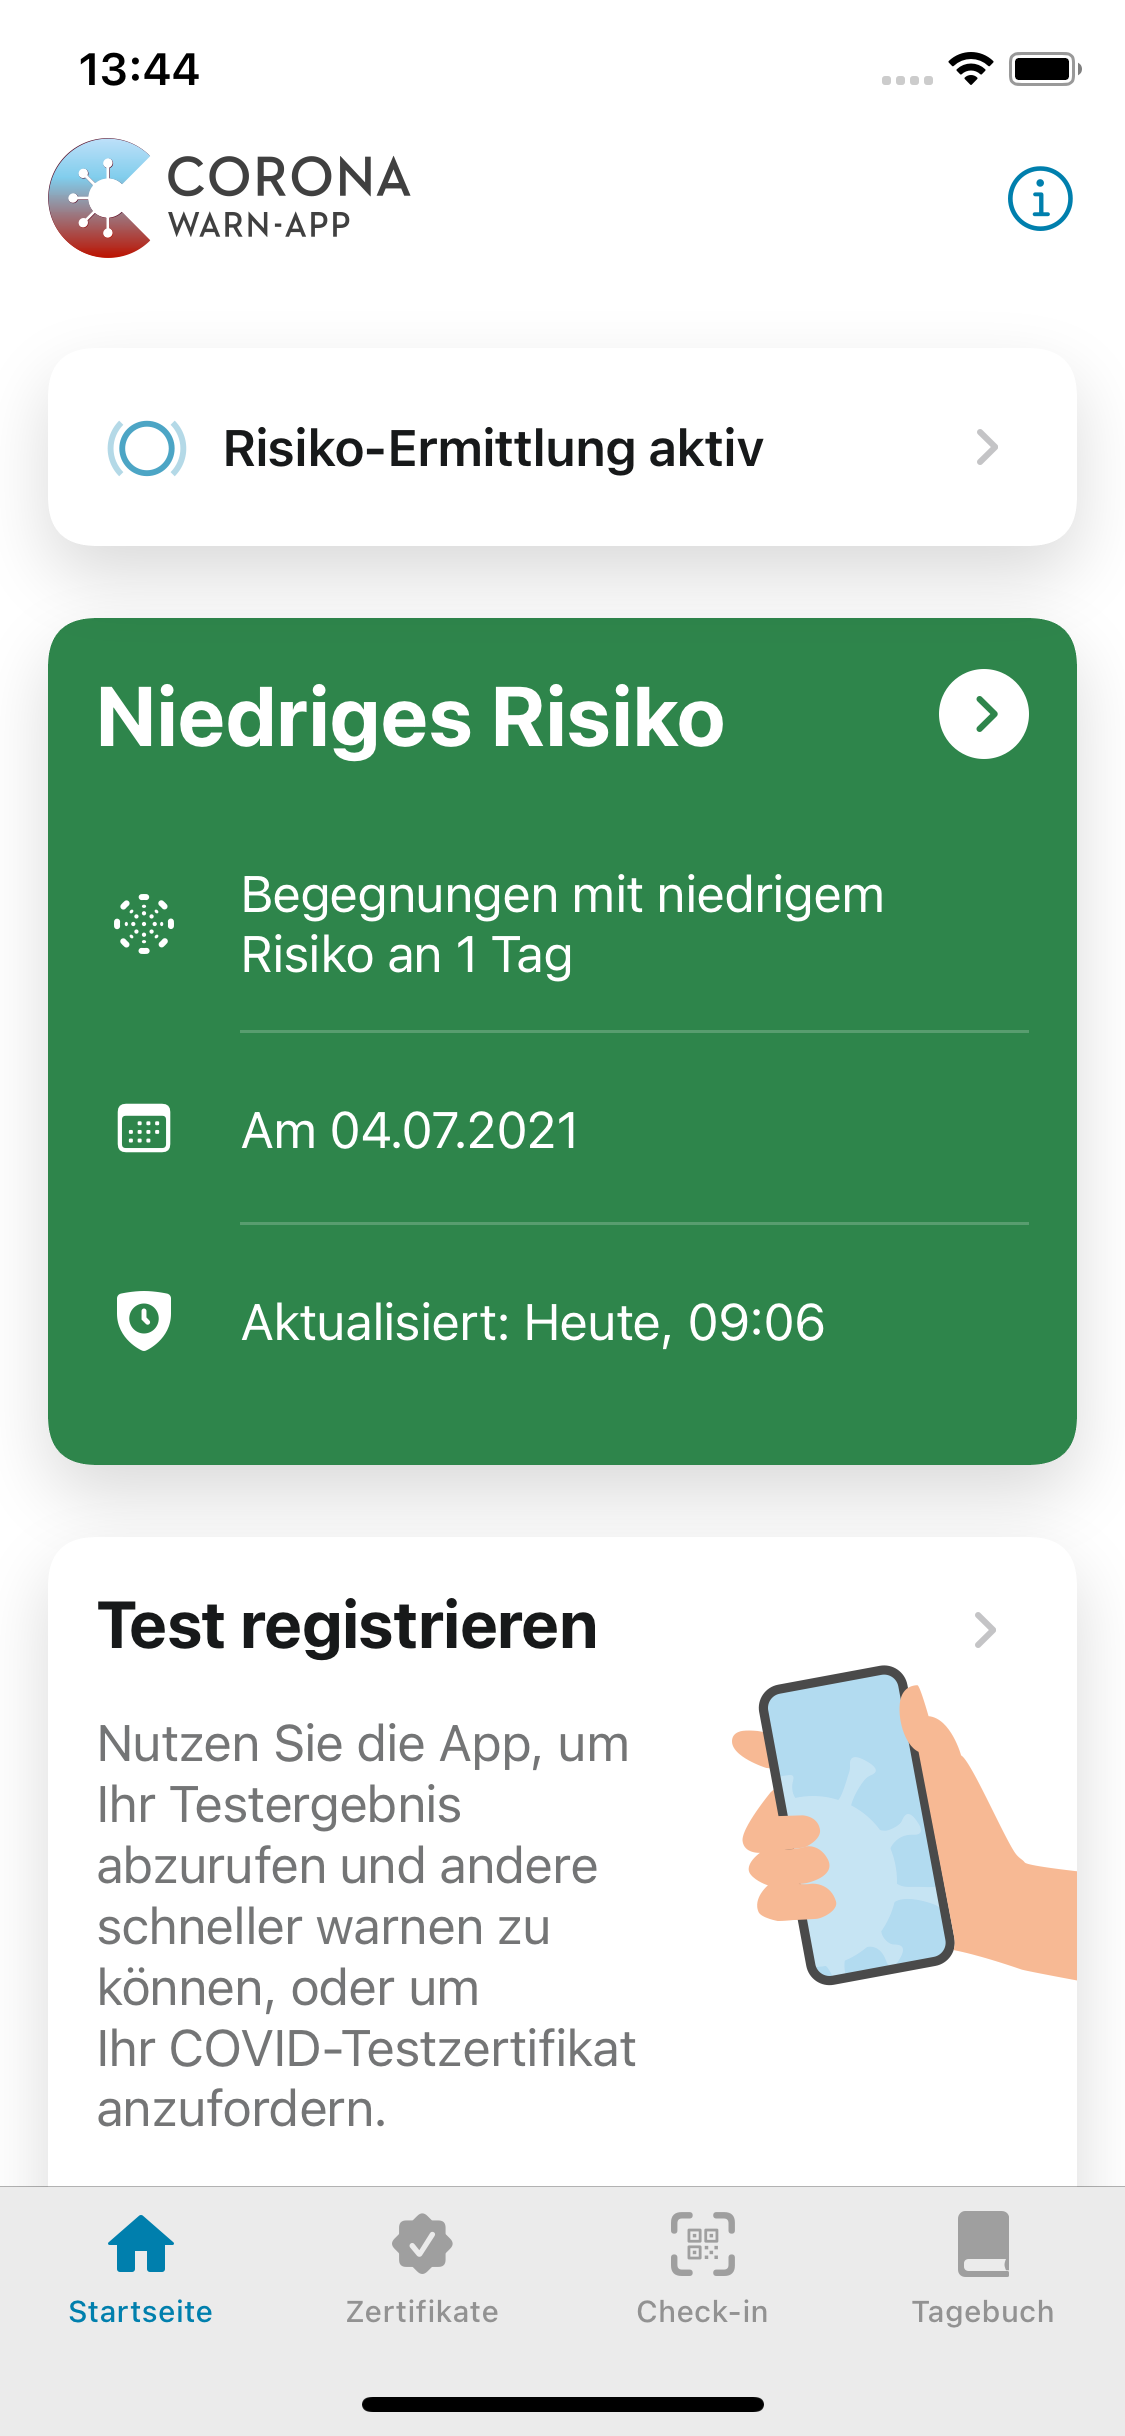 13:44
CORONA
WARN-APP
Risiko-Ermittlung aktiv
Niedriges Risiko
Begegnungen mit niedrigem
Risiko an 1 Tag
Am 04.07.2021
Aktualisiert: Heute, 09:06
Test registrieren
Nutzen Sie die App, um
Ihr Testergebnis
abzurufen und andere
schneller warnen zu
können, oder um
Ihr COVID-Testzertifikat
anzufordern.
Startseite
Zertifikate
Check-in
Tagebuch